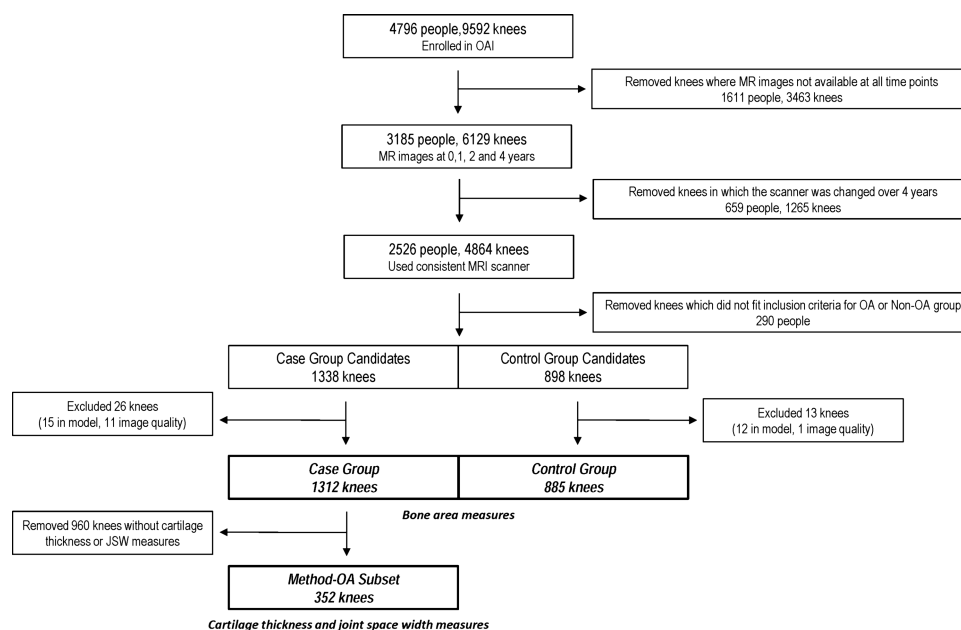 4796 people,9592 knees
Enrolled in OAI
Removed knees where MR images not available at all time points
1611 people, 3463 knees
3185 people, 6129 knees
MR images at 0,1, 2 and 4 years
Removed knees in which the scanner was changed over 4 years
659 people, 1265 knees
2526 people, 4864 knees
Used consistent MRI scanner
Removed knees which did not fit inclusion criteria for OA or Non-OA group
290 people
Case Group Candidates
1338 knees
Control Group Candidates
898 knees
Excluded 26 knees
(15 in model, 11 image quality)
Excluded 13 knees
(12 in model, 1 image quality)
Case Group
1312 knees
Control Group
885 knees
Bone area measures
Removed 960 knees without cartilage
thickness or JSW measures
Method-OA Subset
352 knees
Cartilage thickness and joint space width measures